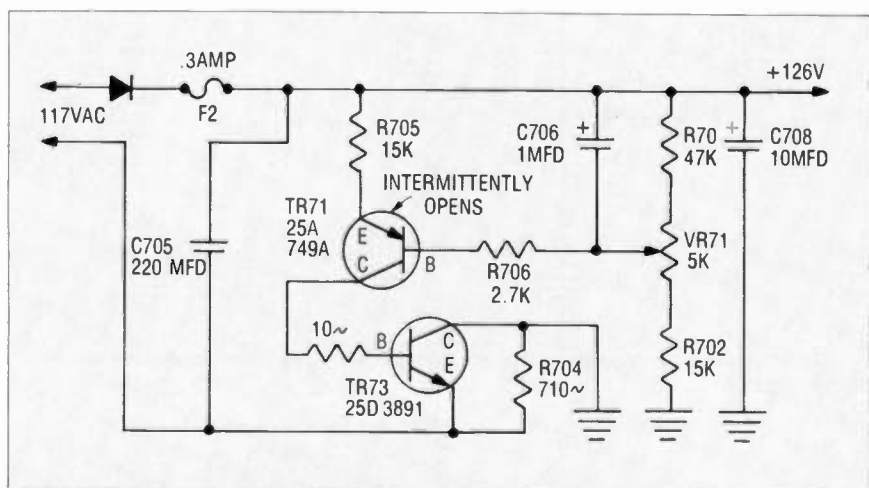 .3AMP
F2
117VAC
+126V
R705
15K
C706
1MFD
+
R70
47K
+
C708
10MFD
INTERMITTENTLY
OPENS
TR71
25A
749A
E
C
B
R706
2.7K
VR71
5K
C705
220 MFD
10~
B
C
E
TR73
25D 3891
R704
710~
R702
15K